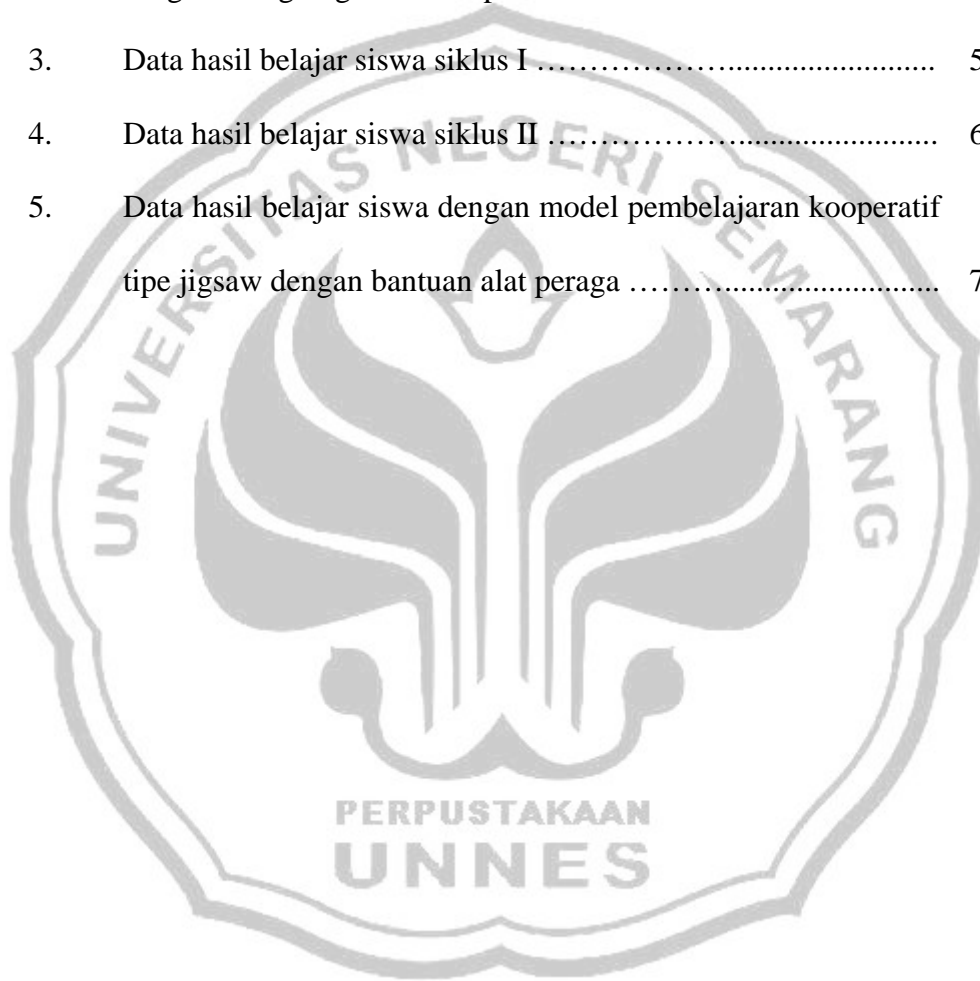 3. Data hasil belajar siswa siklus I ………………........................... 5
4. Data hasil belajar siswa siklus II ………………......................... 6
5. Data hasil belajar siswa dengan model pembelajaran kooperatif
tipe jigsaw dengan bantuan alat peraga ………......................... 7
UNIVERSITAS NEGERI SEMARANG
PERPUSTAKAAN
UNNES